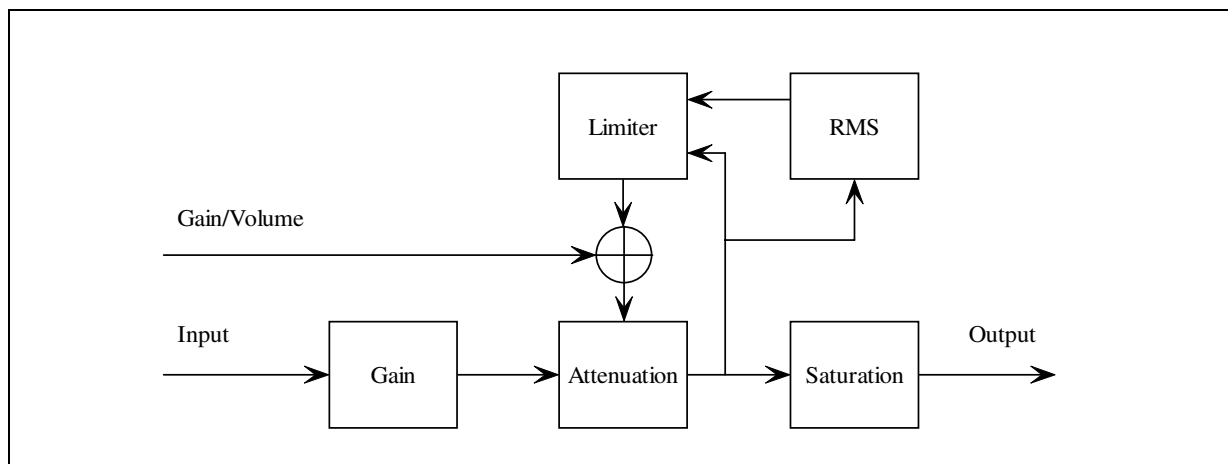 Limiter
RMS
Gain/Volume
Input
Gain
Attenuation
Saturation
Output